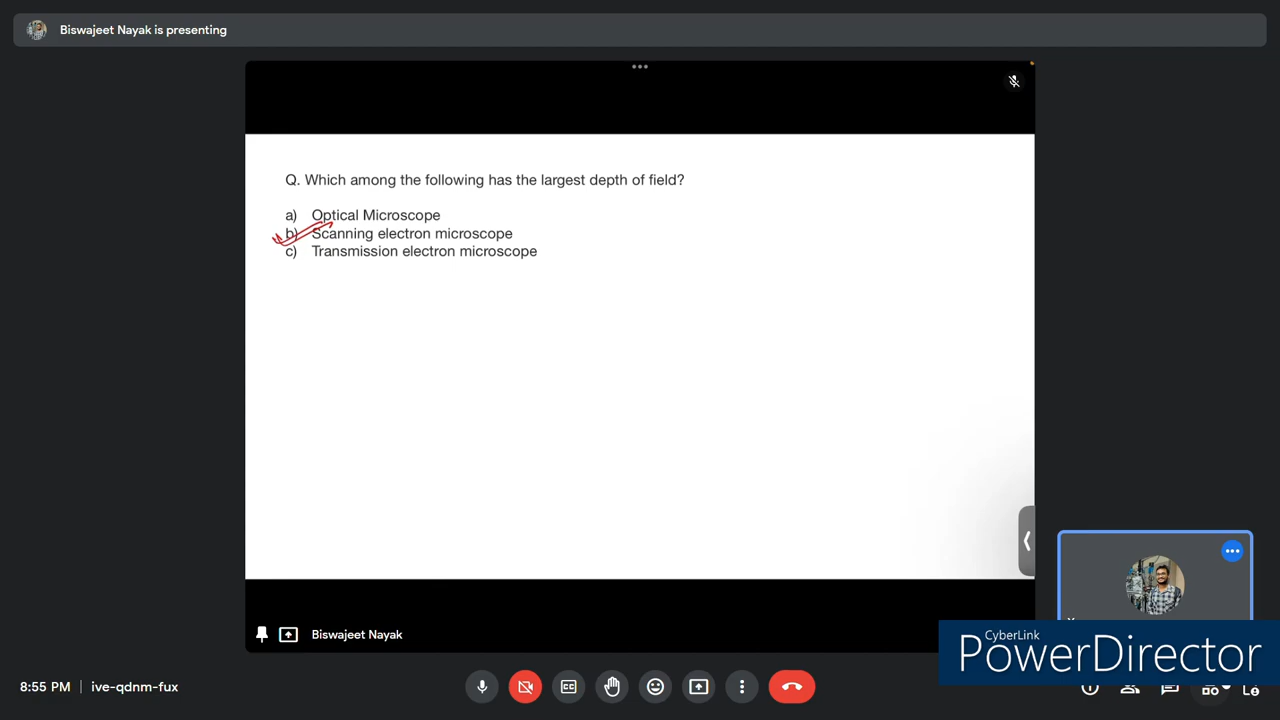 Biswajeet Nayak is presenting
Q. Which among the following has the largest depth of field?
a) Optical Microscope
b) Scanning electron microscope
c) Transmission electron microscope
Biswajeet Nayak
CyberLink
PowerDirector
8:55 PM | ive-qdnm-fux